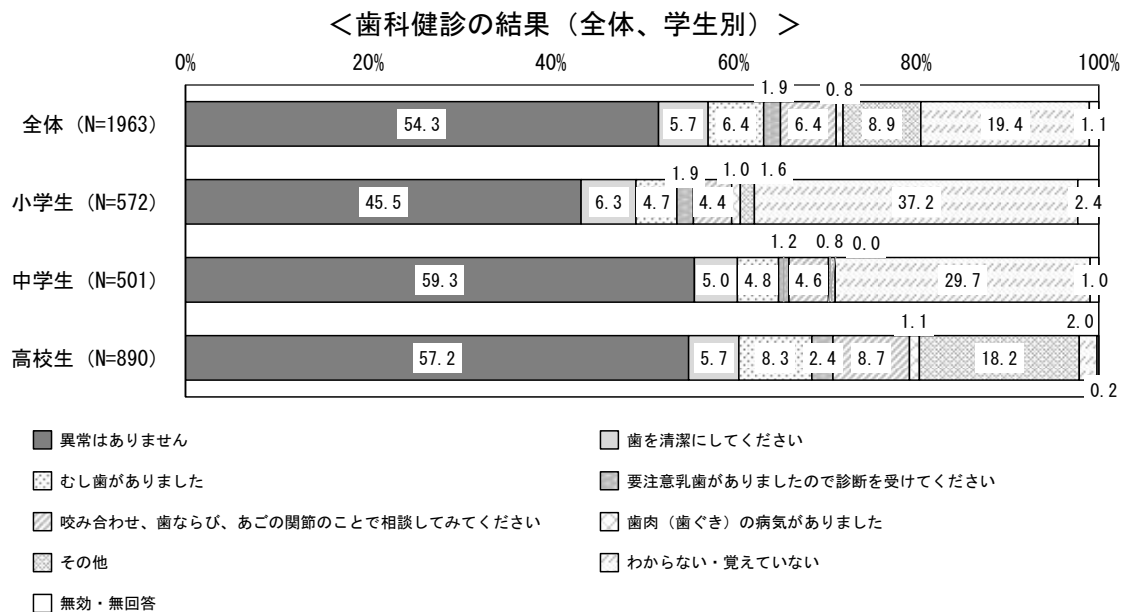 ＜歯科健診の結果（全体、学生別）＞
0% 20% 40% 60% 80% 100%
1.9 0.8
全体（N=1963） 54.3 5.7 6.4 6.4 8.9 19.4 1.1
1.9 1.0 1.6
小学生（N=572） 45.5 6.3 4.7 4.4 37.2 2.4
1.2 0.8 0.0
中学生（N=501） 59.3 5.0 4.8 4.6 29.7 1.0
1.1 2.0
高校生（N=890） 57.2 5.7 8.3 2.4 8.7 18.2
0.2
異常はありません 歯を清潔にしてください
むし歯がありました 要注意乳歯がありましたので診断を受けてください
咬み合わせ、歯ならび、あごの関節のことで相談してみてください 歯肉（歯ぐき）の病気がありました
その他 わからない・覚えていない
無効・無回答